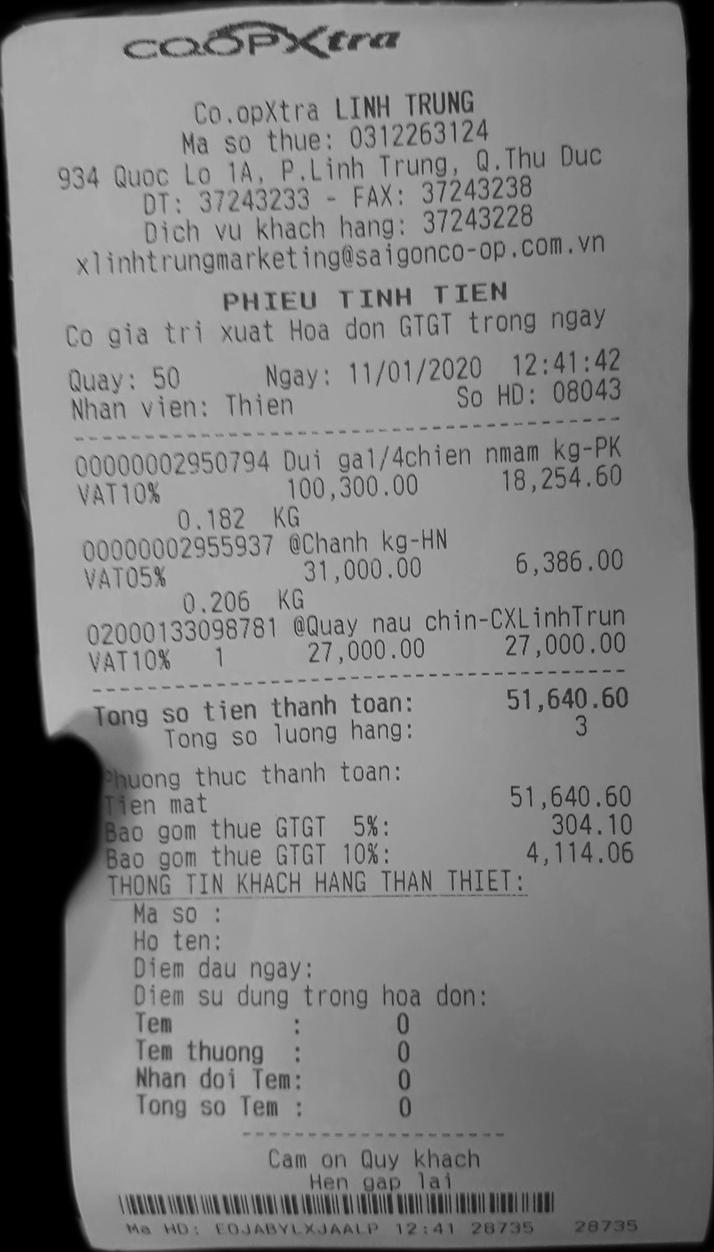 COOPXtra
Co.opXtra LINH TRUNG
Ma so thue: 0312263124
934 Quoc Lo 1A, P.Linh Trung, Q.Thu Duc
DT: 37243233 - FAX: 37243238
Dich vu khach hang: 37243228
xlinhtrungmarketing@saigonco-op.com.vn
PHIEU TINH TIEN
Co gia tri xuat Hoa don GTGT trong ngay
Quay: 50 Ngay: 11/01/2020 12:41:42
Nhan vien: Thien So HD: 08043
00000002950794 Dui ga1/4chien nmam kg-PK
VAT10% 100,300.00 18,254.60
0.182 KG
00000002955937 @Chanh kg-HN
VAT05% 31,000.00 6,386.00
0.206 KG
02000133098781 @Quay nau chin-CXLinhTrun
VAT10% 1 27,000.00 27,000.00
Tong so tien thanh toan: 51,640.60
Tong so luong hang: 3
Phuong thuc thanh toan:
Tien mat 51,640.60
Bao gom thue GTGT 5%: 304.10
Bao gom thue GTGT 10%: 4,114.06
THONG TIN KHACH HANG THAN THIET:
Ma so :
Ho ten:
Diem dau ngay:
Diem su dung trong hoa don:
Tem : 0
Tem thuong : 0
Nhan doi Tem: 0
Tong so Tem : 0
Cam on Quy khach
Hen gap lai
Ma HD: EOJABYLXJAALP 12:41 28735 28735